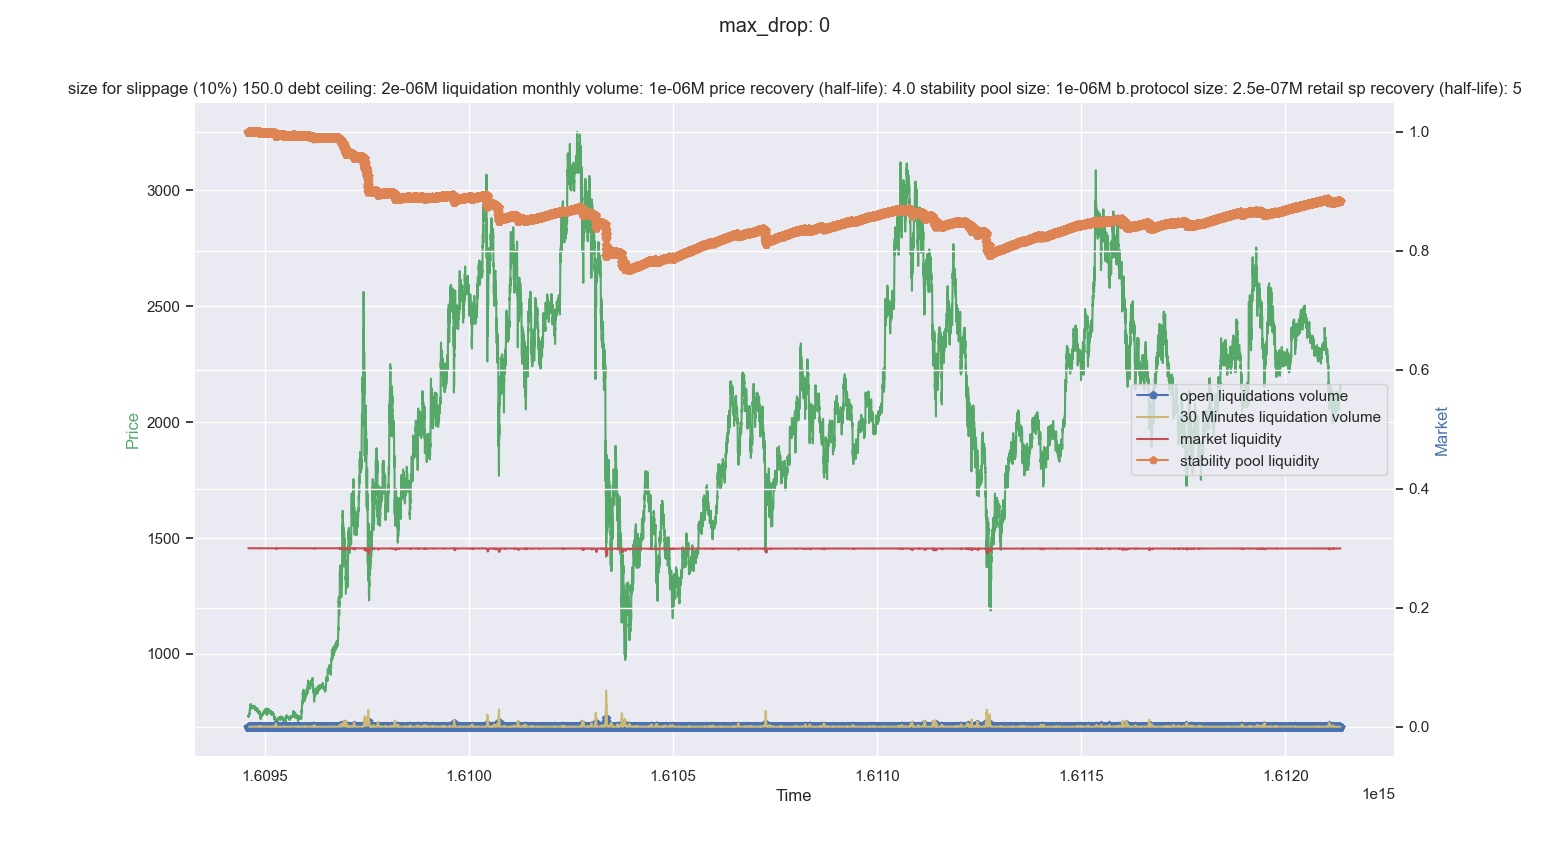 max_drop: 0
size for slippage (10%) 150.0 debt ceiling: 2e-06M liquidation monthly volume: 1e-06M price recovery (half-life): 4.0 stability pool size: 1e-06M b.protocol size: 2.5e-07M retail sp recovery (half-life): 5
1.0
3000
0.8
2500
0.6
open liquidations volume
Price
2000
30 Minutes liquidation volume
Market
market liquidity
stability pool liquidity
0.4
1500
0.2
1000
0.0
1.6095 1.6100 1.6105 1.6110 1.6115 1.6120
Time
1e15